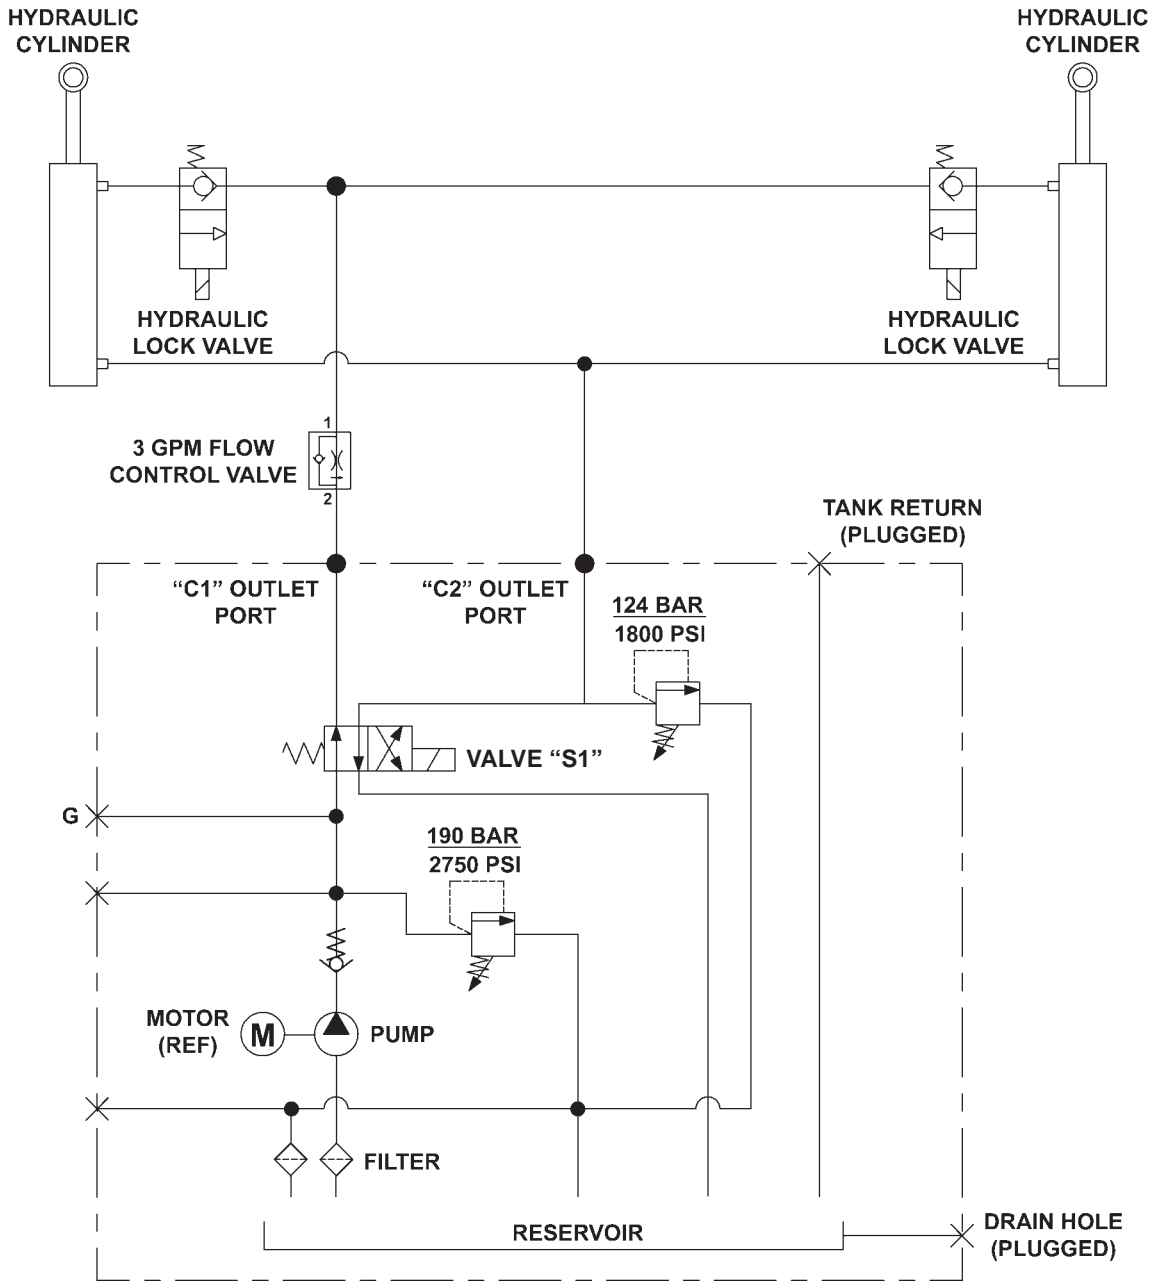 HYDRAULIC
CYLINDER
HYDRAULIC
CYLINDER
HYDRAULIC
LOCK VALVE
HYDRAULIC
LOCK VALVE
1
3 GPM FLOW
CONTROL VALVE
2
TANK RETURN
(PLUGGED)
“C1” OUTLET
PORT
“C2” OUTLET
PORT
124 BAR
1800 PSI
VALVE “S1”
G
190 BAR
2750 PSI
MOTOR
(REF)
M
PUMP
FILTER
RESERVOIR
DRAIN HOLE
(PLUGGED)